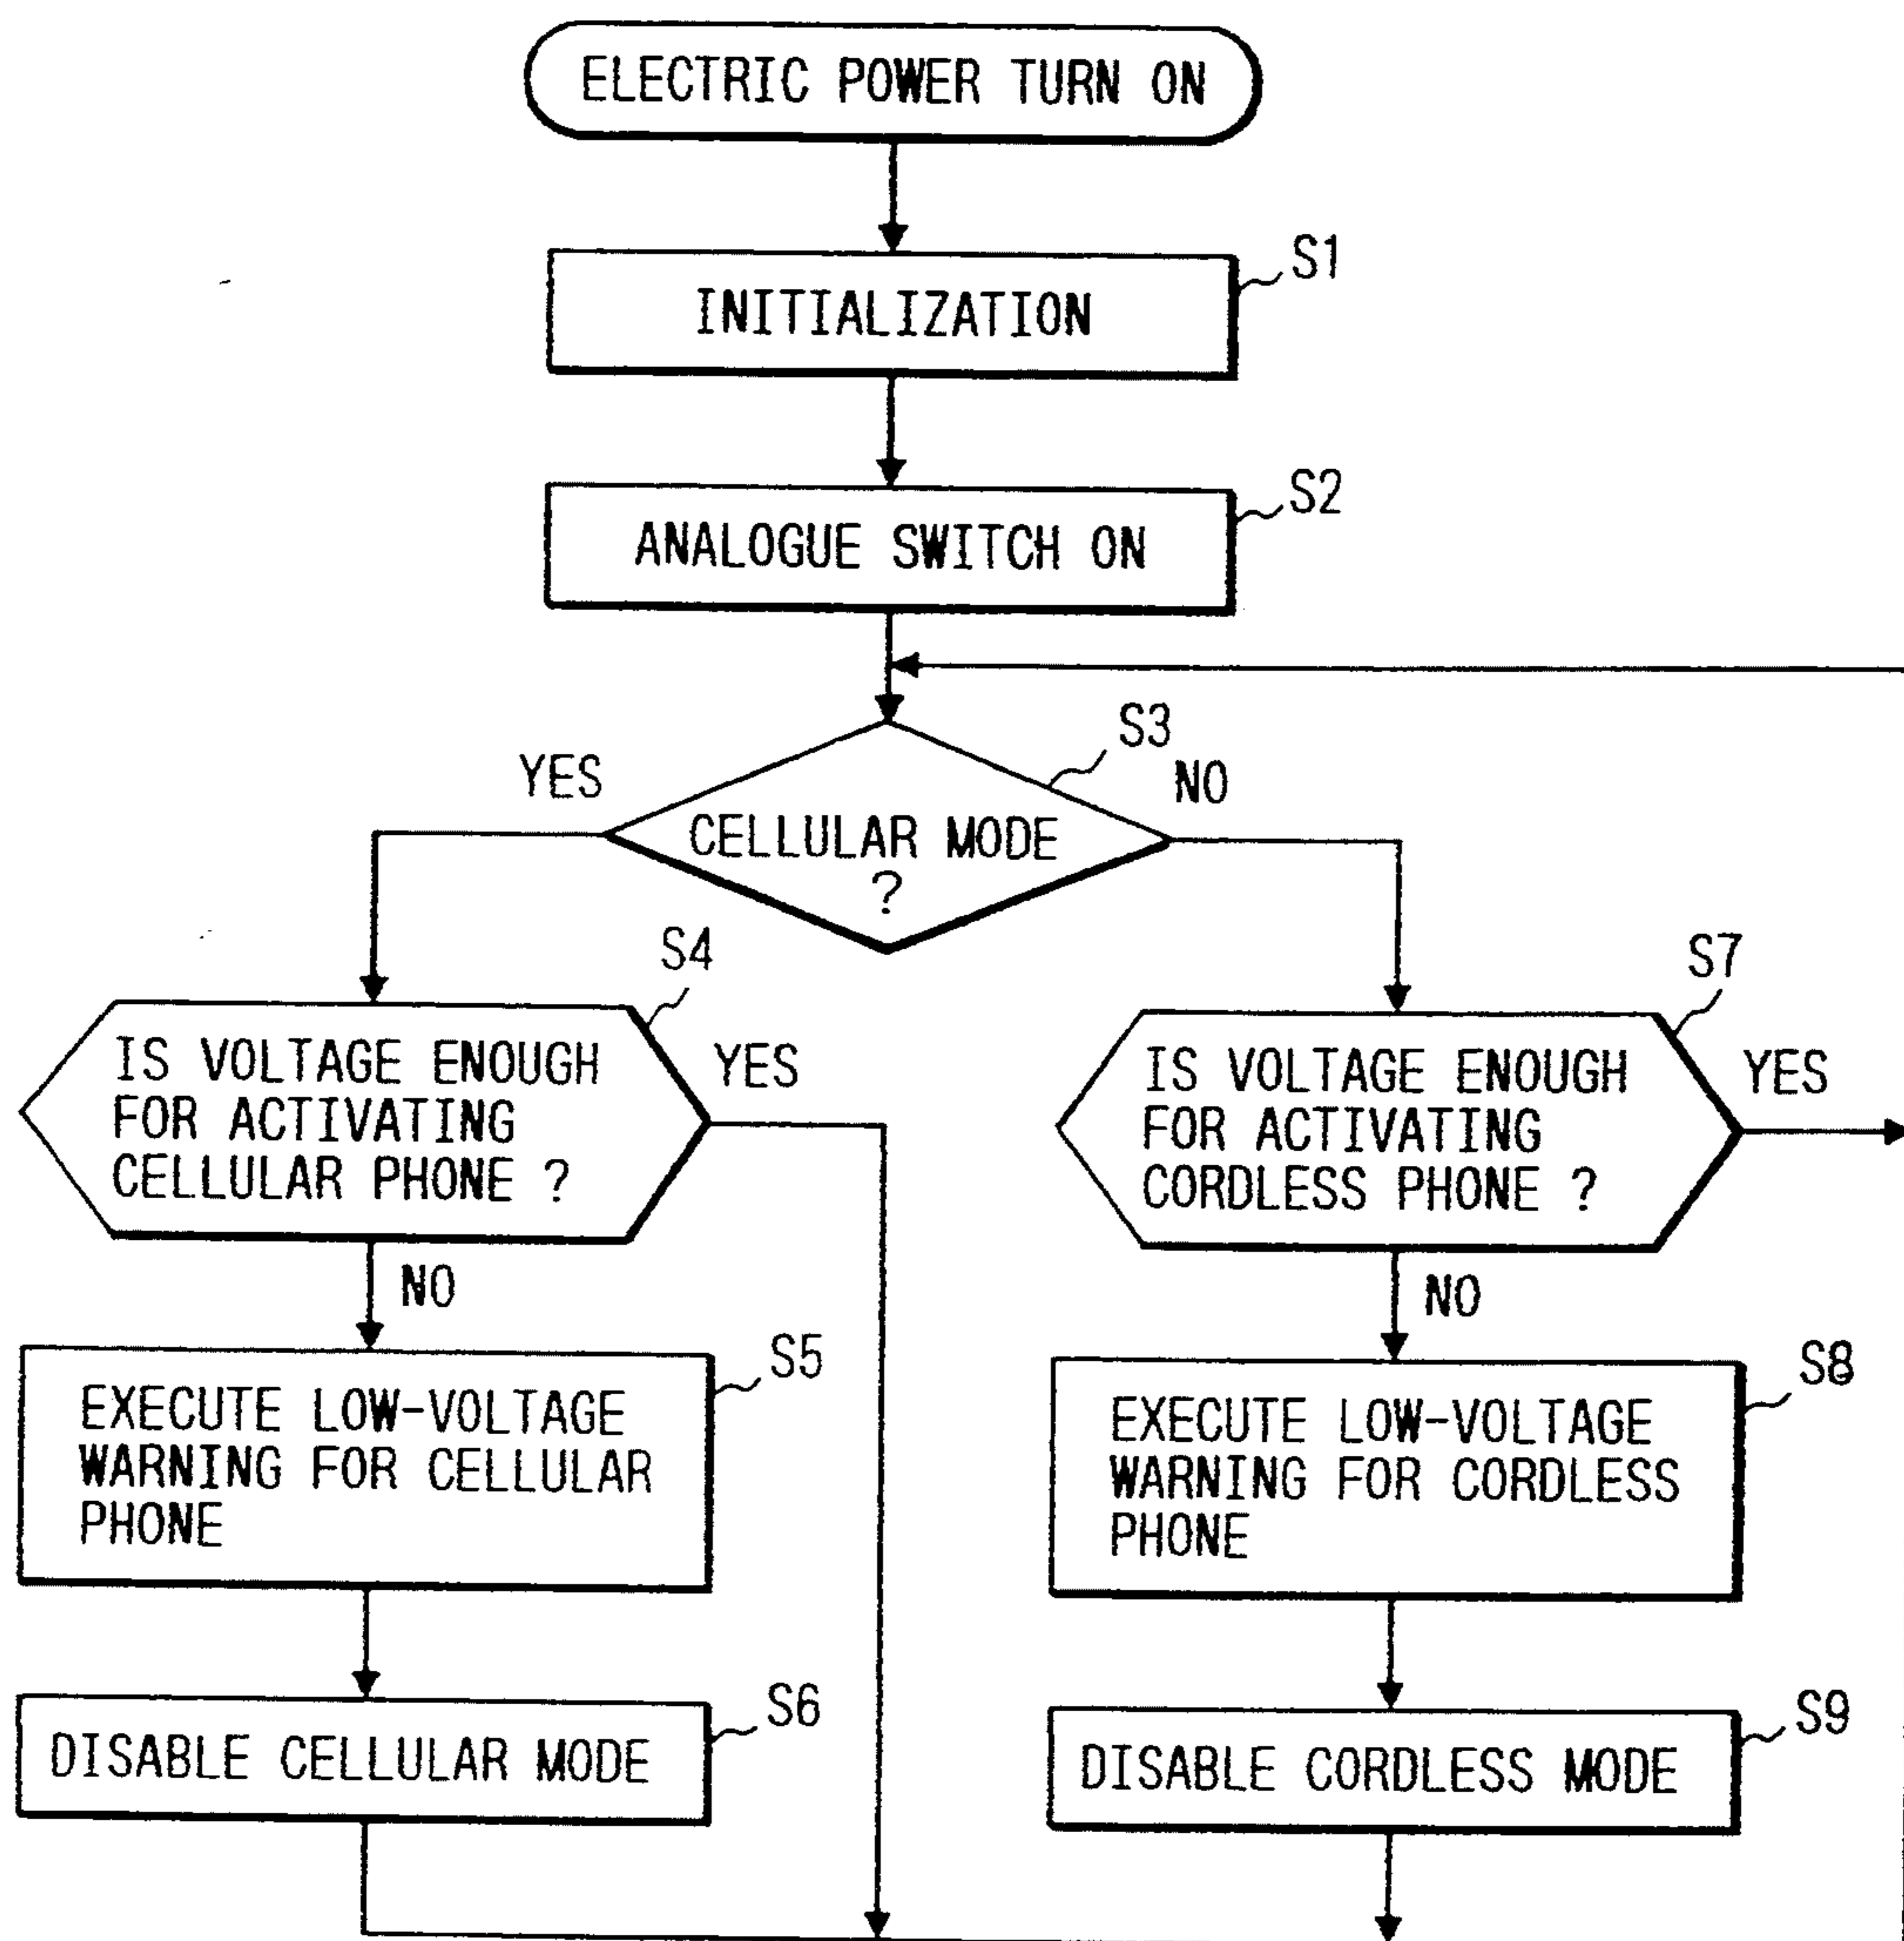 ELECTRIC POWER TURN ON
S1
INITIALIZATION
S2
ANALOGUE SWITCH ON
S3
YES
NO
CELLULAR MODE
?
S4
IS VOLTAGE ENOUGH
FOR ACTIVATING
CELLULAR PHONE ?
YES
NO
S7
IS VOLTAGE ENOUGH
FOR ACTIVATING
CORDLESS PHONE ?
YES
NO
S5
EXECUTE LOW-VOLTAGE
WARNING FOR CELLULAR
PHONE
S8
EXECUTE LOW-VOLTAGE
WARNING FOR CORDLESS
PHONE
S6
DISABLE CELLULAR MODE
S9
DISABLE CORDLESS MODE